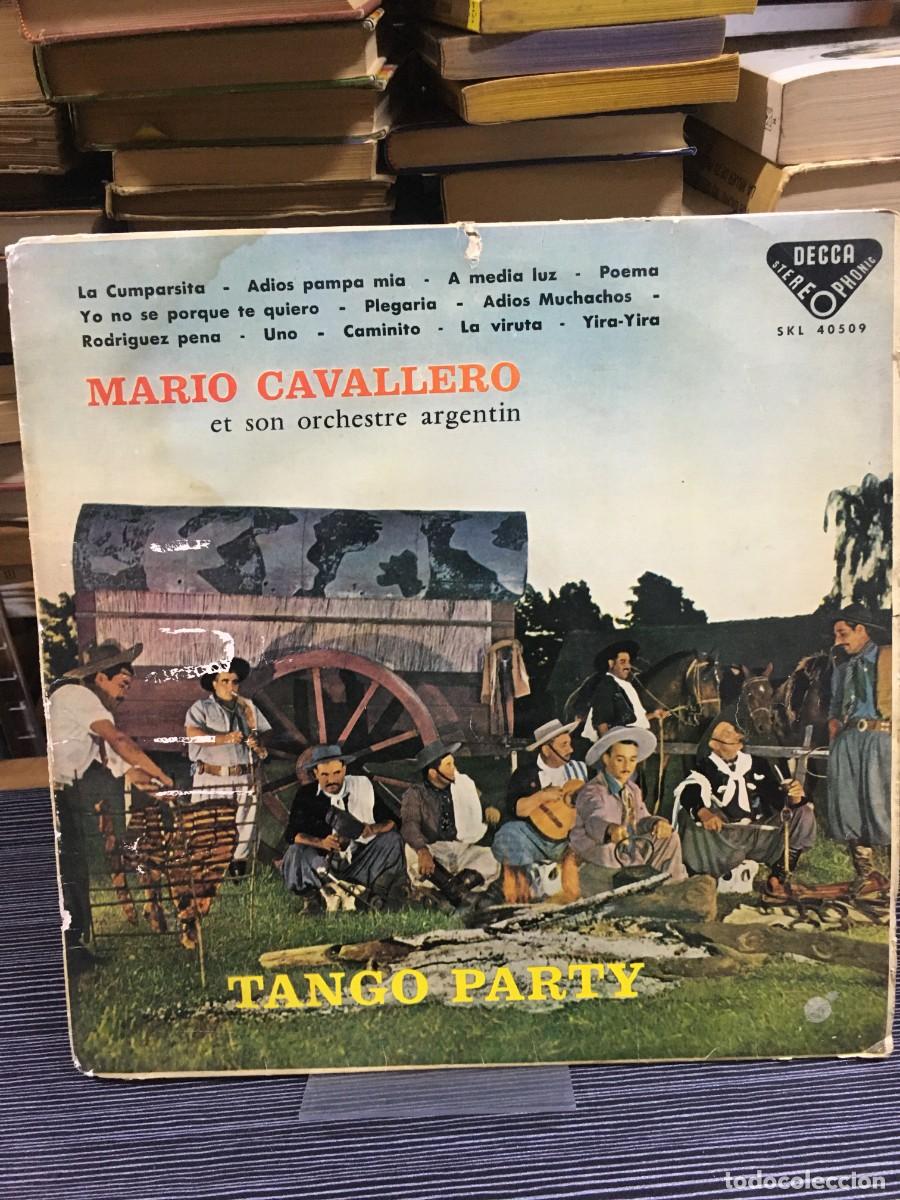 La Cumparsita - Adios pampa mia - A media luz - Poema
Yo no se porque te quiero - Plegaria - Adios Muchachos -
Rodriguez pena - Uno - Caminito - La viruta - Yira-Yira
DECCA
STEREOPHONIC
SKL 40509
MARIO CAVALLERO
et son orchestre argentin
TANGO PARTY
todocoleccion